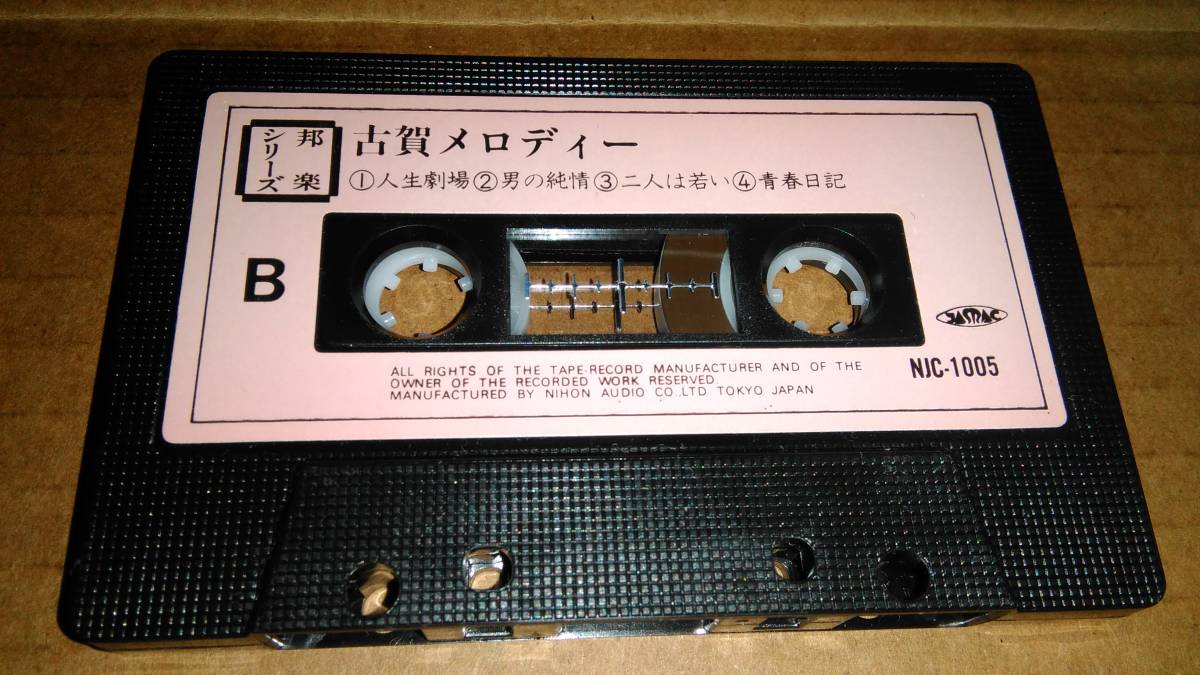 邦楽
シリーズ
古賀メロディー
①人生劇場②男の純情③二人は若い④青春日記
B
JASRAC
NJC-1005
ALL RIGHTS OF THE TAPE-RECORD MANUFACTURER AND OF THE
OWNER OF THE RECORDED WORK RESERVED
MANUFACTURED BY NIHON AUDIO CO.,LTD TOKYO JAPAN